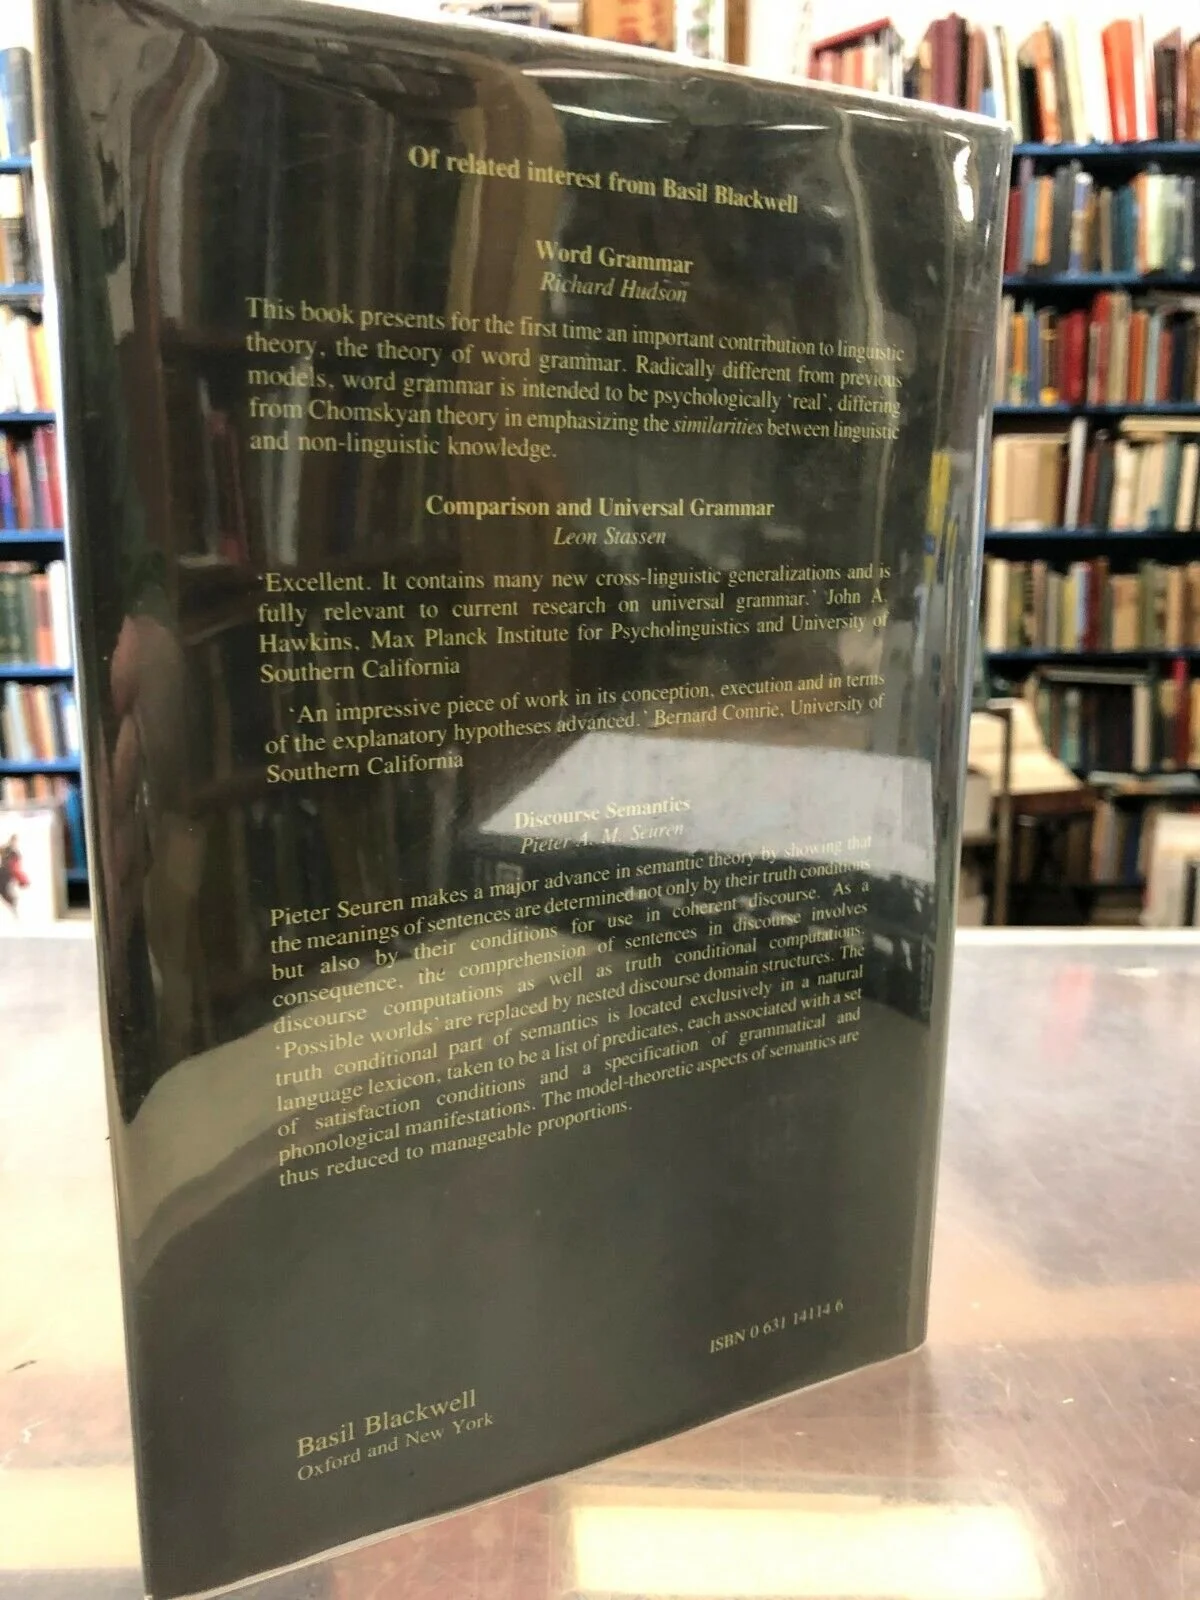 Of related interest from Basil Blackwell
Word Grammar
Richard Hudson
This book presents for the first time an important contribution to linguistic
theory, the theory of word grammar. Radically different from previous
models, word grammar is intended to be psychologically ‘real’, differing
from Chomskyan theory in emphasizing the similarities between linguistic
and non-linguistic knowledge.
Comparison and Universal Grammar
Leon Stassen
‘Excellent. It contains many new cross-linguistic generalizations and is
fully relevant to current research on universal grammar.’ John A.
Hawkins, Max Planck Institute for Psycholinguistics and University of
Southern California
‘An impressive piece of work in its conception, execution and in terms
of the explanatory hypotheses advanced.’ Bernard Comrie, University of
Southern California
Discourse Semantics
Pieter A. M. Seuren
Pieter Seuren makes a major advance in semantic theory by showing that
the meanings of sentences are determined not only by their truth conditions
but also by their conditions for use in coherent discourse. As a
consequence, the comprehension of sentences in discourse involves
discourse computations as well as truth conditional computations.
‘Possible worlds’ are replaced by nested discourse domain structures. The
truth conditional part of semantics is located exclusively in a natural
language lexicon, taken to be a list of predicates, each associated with a set
of satisfaction conditions and a specification of grammatical and
phonological manifestations. The model-theoretic aspects of semantics are
thus reduced to manageable proportions.
ISBN 0 631 14114 6
Basil Blackwell
Oxford and New York